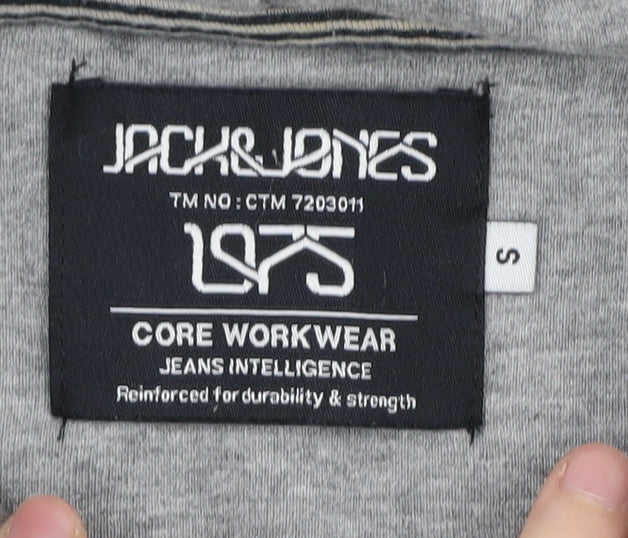 JACK&JONES
TM NO : CTM 7203011
1975
CORE WORKWEAR
JEANS INTELLIGENCE
Reinforced for durability & strength
S